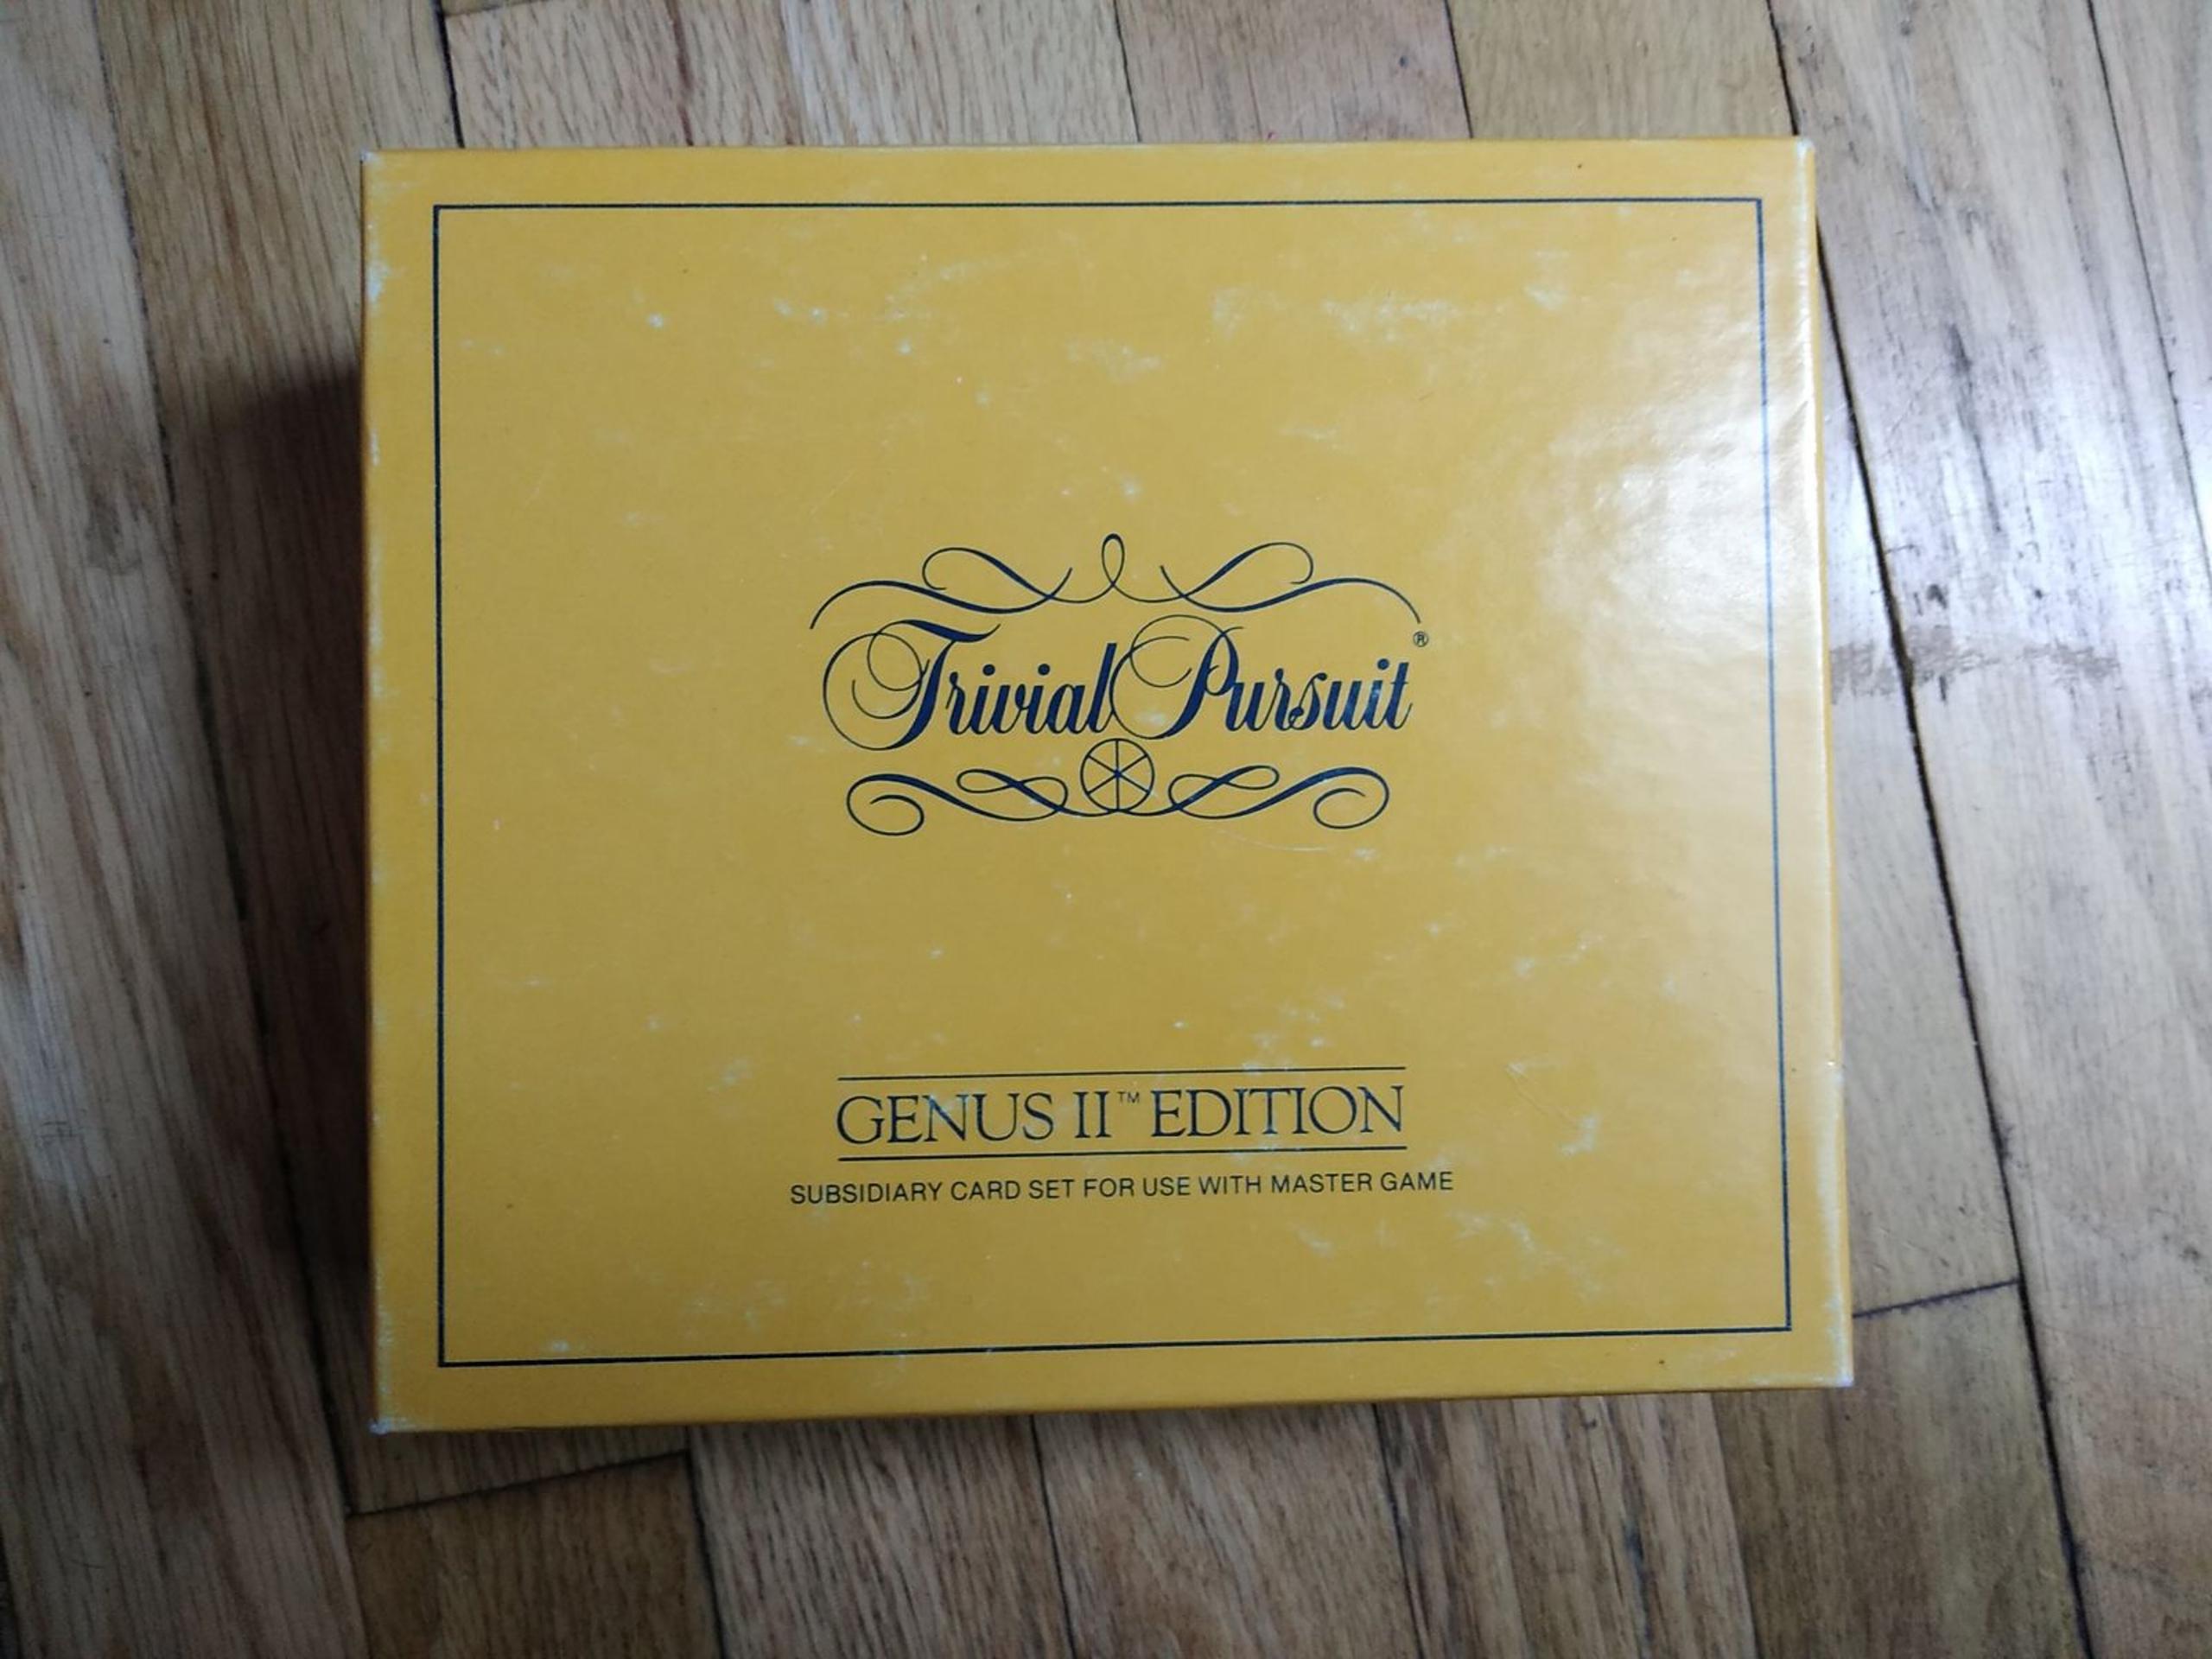 Trivial Pursuit®
GENUS II™ EDITION
SUBSIDIARY CARD SET FOR USE WITH MASTER GAME